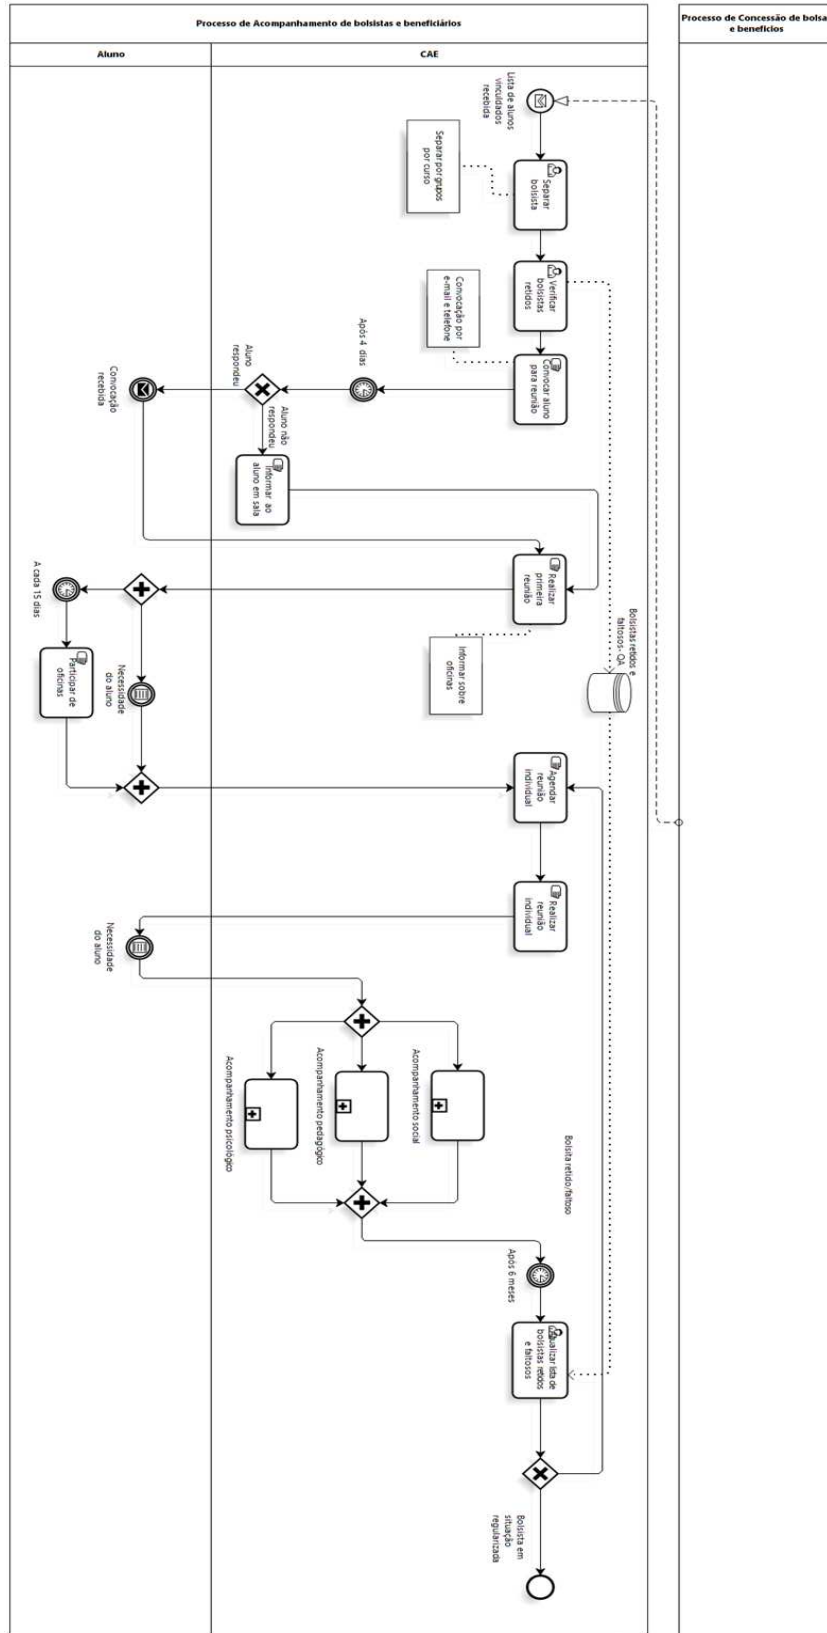 Processo de Acompanhamento de bolsistas e beneficiários
Processo de Concessão de bolsa
e benefícios
Aluno
CAE
Lista de alunos
vinculdados
recebida
Separar
bolsista
Separar por grupos
por curso
Verificar
bolsistas
retidos
Convocação por
e-mail e telefone
Convocar aluno
para reunião
Após 4 dias
Aluno
respondeu
Aluno não
respondeu
Convocação
recebida
Informar ao
aluno em sala
Realizar
primeira
reunião
Informar sobre
oficinas
Bolsistas retidos e
faltosos- QA
A cada 15 dias
Participar de
oficinas
Necessidade
do aluno
Agendar
reunião
individual
Realizar
reunião
individual
Necessidade
do aluno
Acompanhamento social
Acompanhamento pedagógico
Acompanhamento psicológico
Bolsita retido/faltoso
Após 6 meses
Atualizar lista de
bolsistas retidos
e faltosos
Bolsista em
situação
regularizada